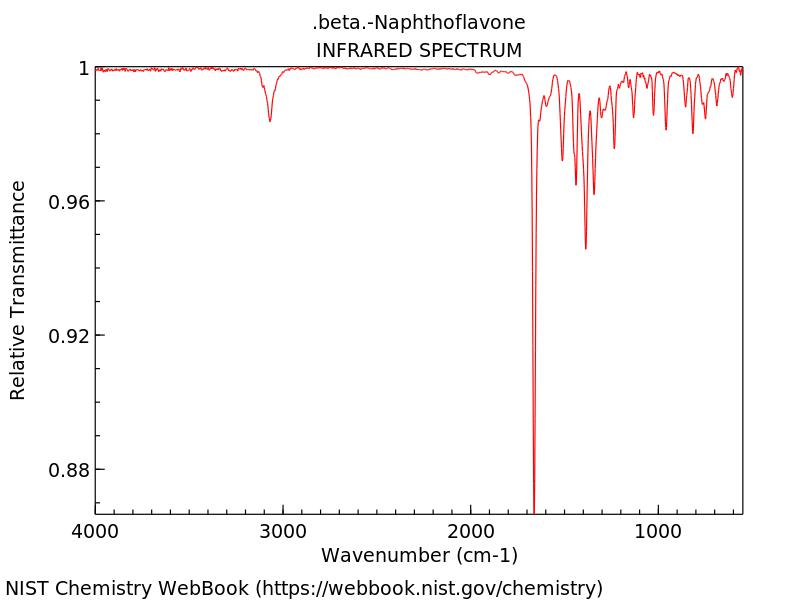 .beta.-Naphthoflavone
INFRARED SPECTRUM
1
0.96
0.92
0.88
Relative Transmittance
4000 3000 2000 1000
Wavenumber (cm-1)
NIST Chemistry WebBook (https://webbook.nist.gov/chemistry)